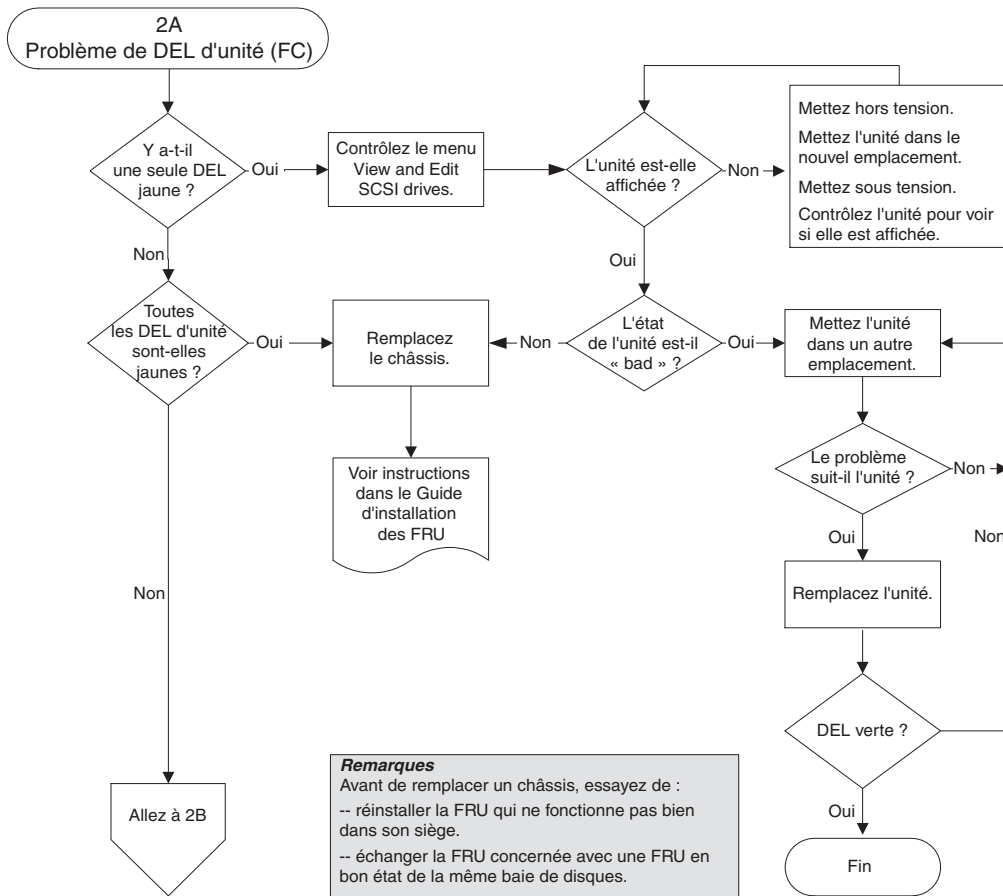 2A
Problème de DEL d'unité (FC)
Y a-t-il
une seule DEL
jaune ?
Oui
Contrôlez le menu
View and Edit
SCSI drives.
L'unité est-elle
affichée ?
Non
Mettez hors tension.
Mettez l'unité dans le
nouvel emplacement.
Mettez sous tension.
Contrôlez l'unité pour voir
si elle est affichée.
Non
Oui
Toutes
les DEL d'unité
sont-elles
jaunes ?
Oui
Remplacez
le châssis.
Non
L'état
de l'unité est-il
« bad » ?
Oui
Mettez l'unité
dans un autre
emplacement.
Voir instructions
dans le Guide
d'installation
des FRU
Le problème
suit-il l'unité ?
Non
Oui
Non
Non
Remplacez l'unité.
DEL verte ?
Oui
Fin
Allez à 2B
Remarques
Avant de remplacer un châssis, essayez de :
-- réinstaller la FRU qui ne fonctionne pas bien
dans son siège.
-- échanger la FRU concernée avec une FRU en
bon état de la même baie de disques.